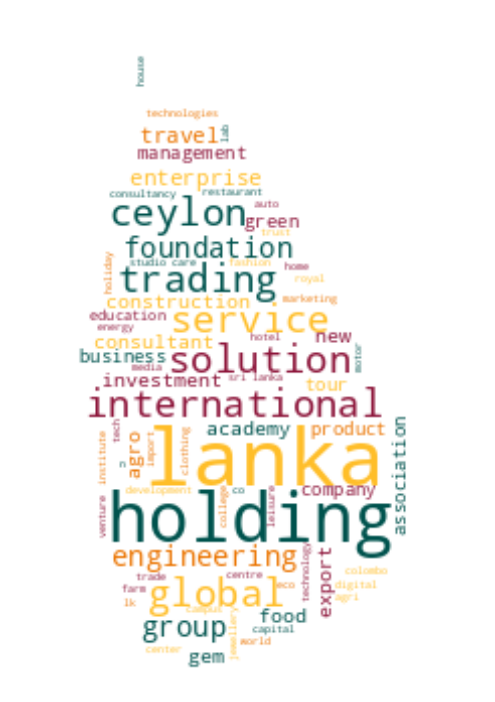 house
technologies
travel
lab
management
enterprise
consultancy
restaurant
ceylon
auto
green
trust
foundation
studio care
fashion
holiday
trading
home
royal
construction
marketing
education
service
energy
consultant
hotel
new
business
media
solution
motor
investment
sri lanka
tour
international
tech
academy
product
association
institute
agro
import
clothing
lanka
n
development
college
co
leisure
company
venture
holding
engineering
technology
export
colombo
trade
centre
eco
digital
farm
global
agri
lk
campus
jewellery
food
group
capital
world
center
gem